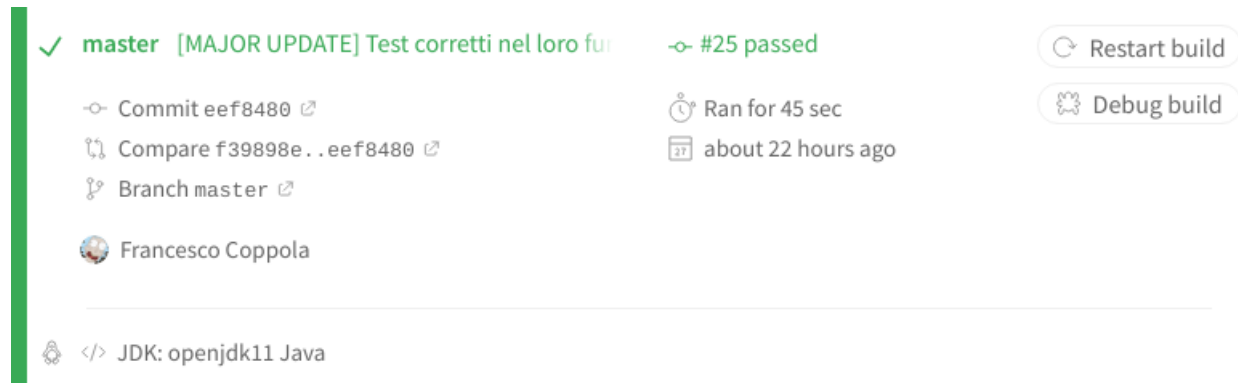 master [MAJOR UPDATE] Test corretti nel loro
#25 passed
Restart build
Commit eef8480
Ran for 45 sec
Debug build
Compare f39898e..eef8480
27 about 22 hours ago
Branch master
Francesco Coppola
</> JDK: openjdk11 Java